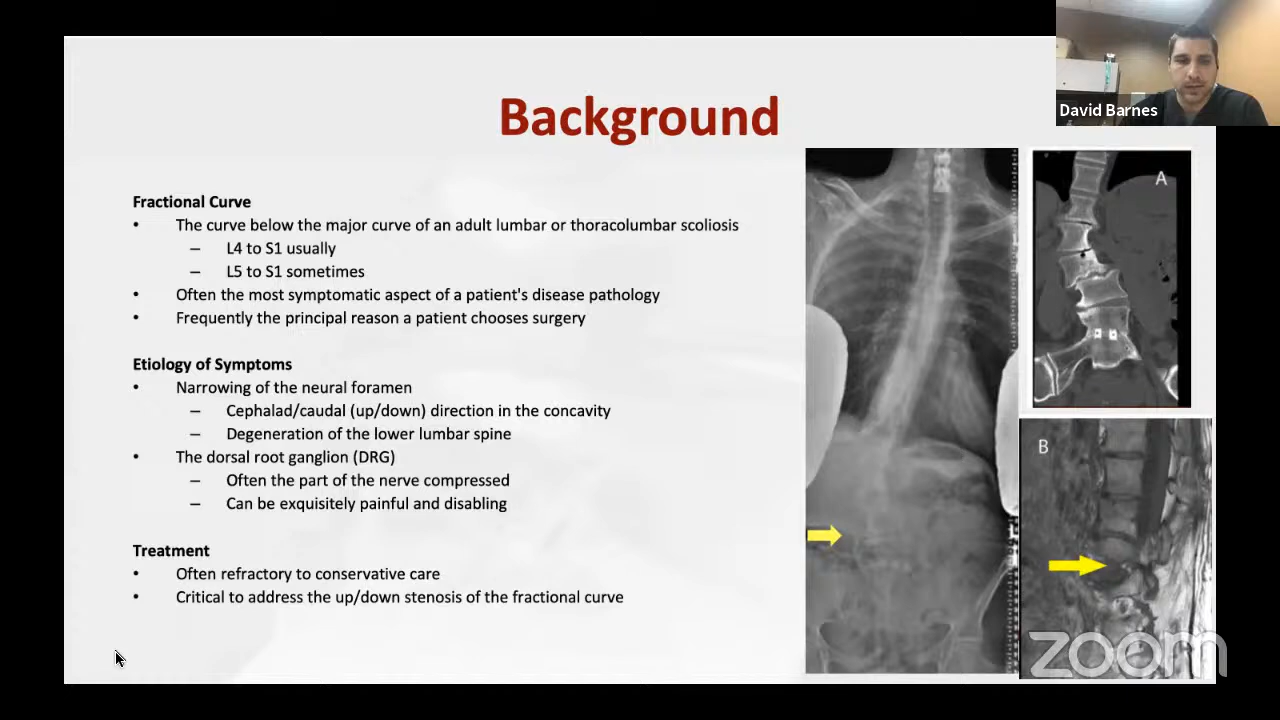 Background
David Barnes
Fractional Curve
• The curve below the major curve of an adult lumbar or thoracolumbar scoliosis
– L4 to S1 usually
– L5 to S1 sometimes
• Often the most symptomatic aspect of a patient's disease pathology
• Frequently the principal reason a patient chooses surgery
Etiology of Symptoms
• Narrowing of the neural foramen
– Cephalad/caudal (up/down) direction in the concavity
– Degeneration of the lower lumbar spine
• The dorsal root ganglion (DRG)
– Often the part of the nerve compressed
– Can be exquisitely painful and disabling
Treatment
• Often refractory to conservative care
• Critical to address the up/down stenosis of the fractional curve
A
B
zoom